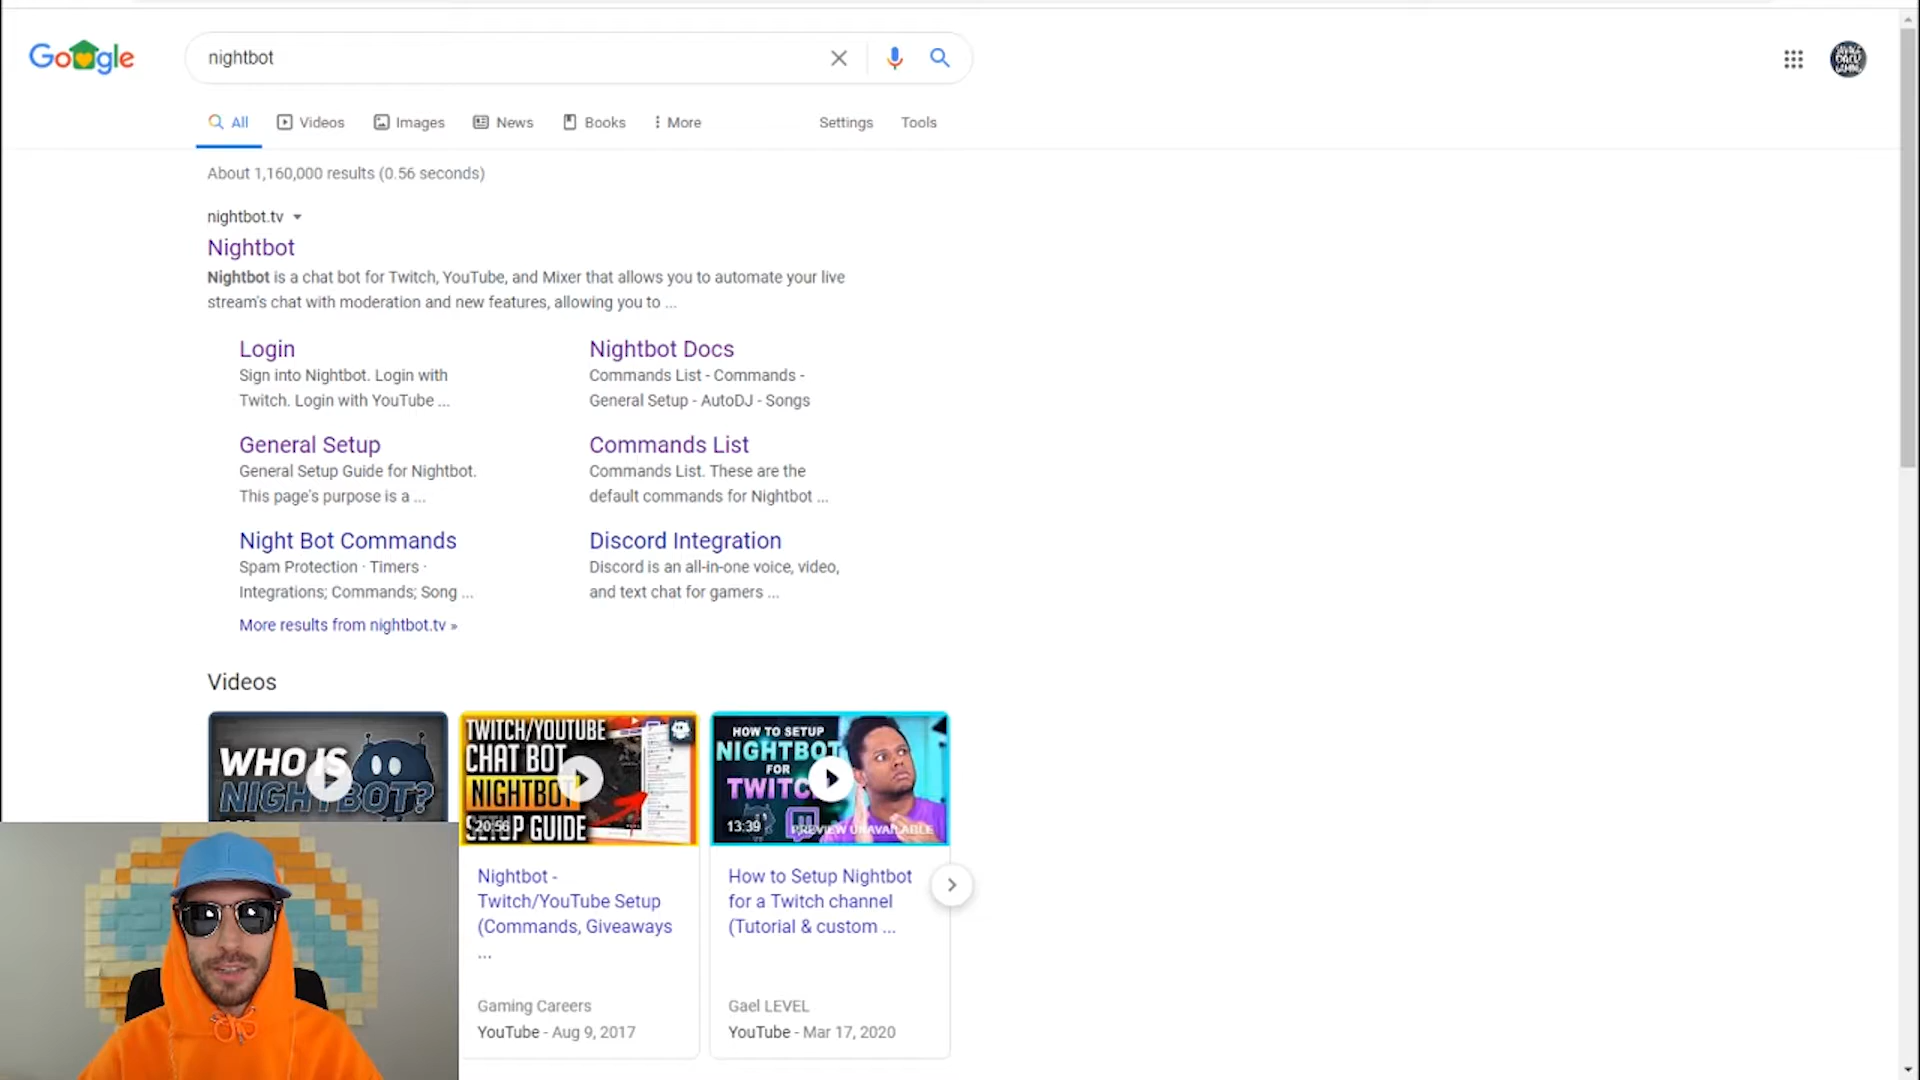 Google
nightbot
All
Videos
Images
News
Books
More
Settings
Tools
About 1,160,000 results (0.56 seconds)
nightbot.tv
Nightbot
Nightbot is a chat bot for Twitch, YouTube, and Mixer that allows you to automate your live
stream's chat with moderation and new features, allowing you to ...
Login
Sign into Nightbot. Login with
Twitch. Login with YouTube ...
Nightbot Docs
Commands List - Commands -
General Setup - AutoDJ - Songs
General Setup
General Setup Guide for Nightbot.
This page's purpose is a ...
Commands List
Commands List. These are the
default commands for Nightbot ...
Night Bot Commands
Spam Protection · Timers ·
Integrations; Commands; Song ...
Discord Integration
Discord is an all-in-one voice, video,
and text chat for gamers ...
More results from nightbot.tv »
Videos
WHO IS
NIGHTBOT?
TWITCH/YOUTUBE
CHAT BOT
NIGHTBOT
SETUP GUIDE
20:56
HOW TO SETUP
NIGHTBOT
FOR
TWITCH
13:39
PREVIEW UNAVAILABLE
Nightbot -
Twitch/YouTube Setup
(Commands, Giveaways
...
Gaming Careers
YouTube - Aug 9, 2017
How to Setup Nightbot
for a Twitch channel
(Tutorial & custom ...
Gael LEVEL
YouTube - Mar 17, 2020